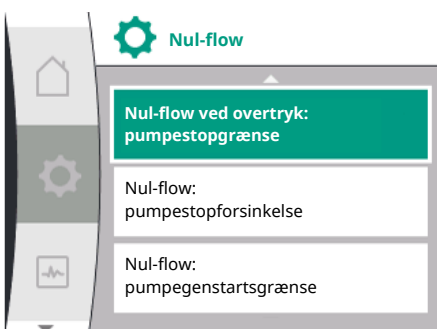 Nul-flow
Nul-flow ved overtryk:
pumpestopgrænse
Nul-flow:
pumpestopforsinkelse
Nul-flow:
pumpegenstartsgrænse